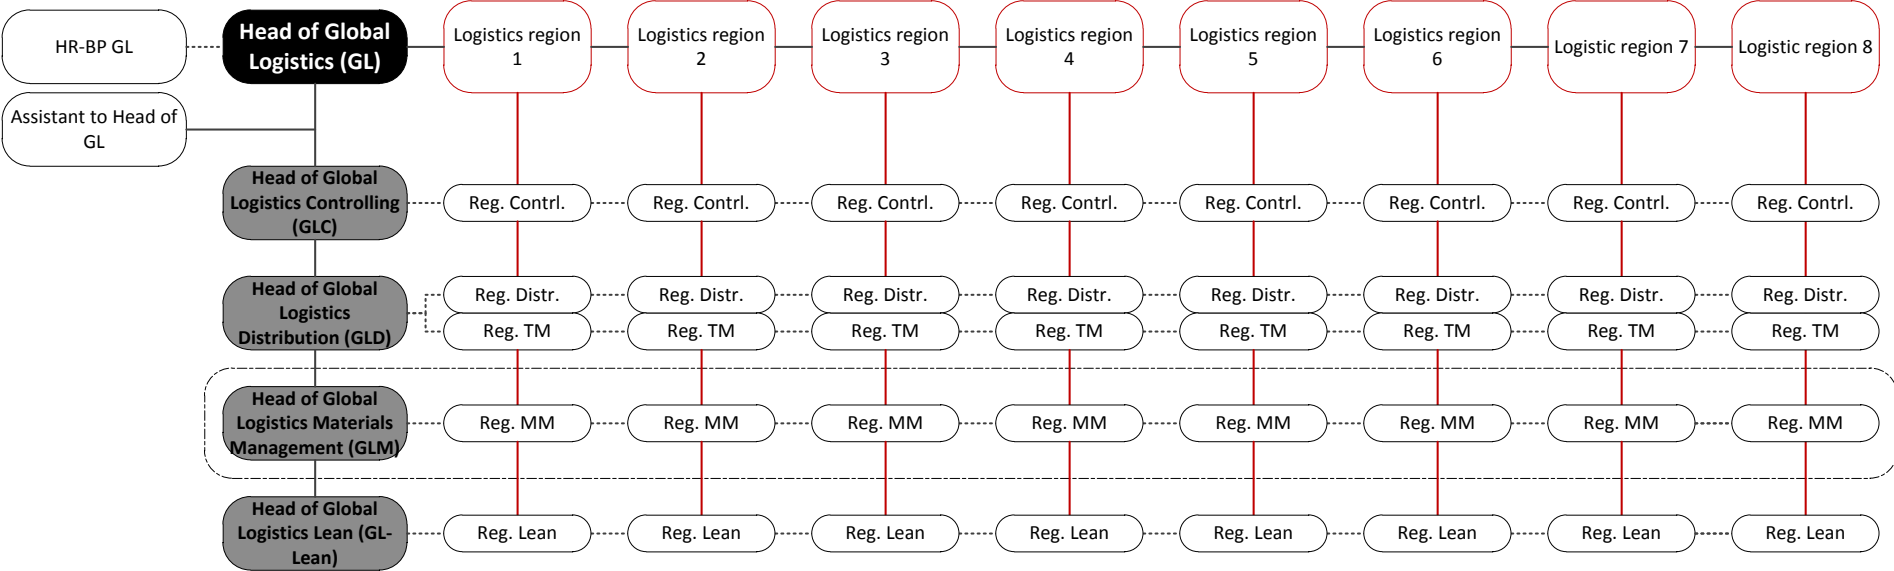 HR-BP GL
Head of Global
Logistics (GL)
Logistics region
1
Logistics region
2
Logistics region
3
Logistics region
4
Logistics region
5
Logistics region
6
Logistic region 7
Logistic region 8
Assistant to Head of
GL
Head of Global
Logistics Controlling
(GLC)
Reg. Contrl.
Reg. Contrl.
Reg. Contrl.
Reg. Contrl.
Reg. Contrl.
Reg. Contrl.
Reg. Contrl.
Reg. Contrl.
Head of Global
Logistics
Distribution (GLD)
Reg. Distr.
Reg. Distr.
Reg. Distr.
Reg. Distr.
Reg. Distr.
Reg. Distr.
Reg. Distr.
Reg. Distr.
Reg. TM
Reg. TM
Reg. TM
Reg. TM
Reg. TM
Reg. TM
Reg. TM
Reg. TM
Head of Global
Logistics Materials
Management (GLM)
Reg. MM
Reg. MM
Reg. MM
Reg. MM
Reg. MM
Reg. MM
Reg. MM
Reg. MM
Head of Global
Logistics Lean (GL-
Lean)
Reg. Lean
Reg. Lean
Reg. Lean
Reg. Lean
Reg. Lean
Reg. Lean
Reg. Lean
Reg. Lean